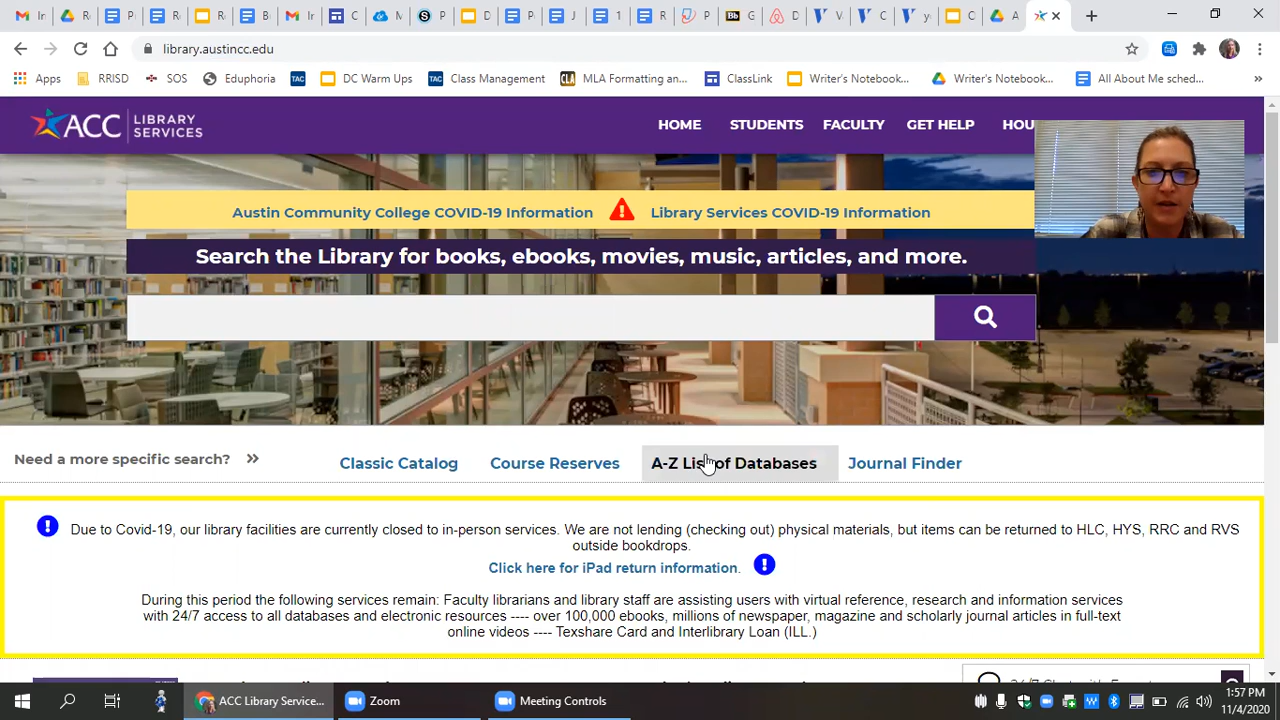 library.austincc.edu
Apps RRISD SOS Eduphoria TAC DC Warm Ups TAC Class Management CLA MLA Formatting an... ClassLink Writer's Notebook... Writer's Notebook... All About Me sched... »
ACC LIBRARY SERVICES
HOME STUDENTS FACULTY GET HELP HOU
Austin Community College COVID-19 Information Library Services COVID-19 Information
Search the Library for books, ebooks, movies, music, articles, and more.
Need a more specific search? » Classic Catalog Course Reserves A-Z List of Databases Journal Finder
Due to Covid-19, our library facilities are currently closed to in-person services. We are not lending (checking out) physical materials, but items can be returned to HLC, HYS, RRC and RVS
outside bookdrops.
Click here for iPad return information.
During this period the following services remain: Faculty librarians and library staff are assisting users with virtual reference, research and information services
with 24/7 access to all databases and electronic resources ---- over 100,000 ebooks, millions of newspaper, magazine and scholarly journal articles in full-text
online videos ---- Texshare Card and Interlibrary Loan (ILL.)
ACC Library Service... Zoom Meeting Controls
1:57 PM
11/4/2020